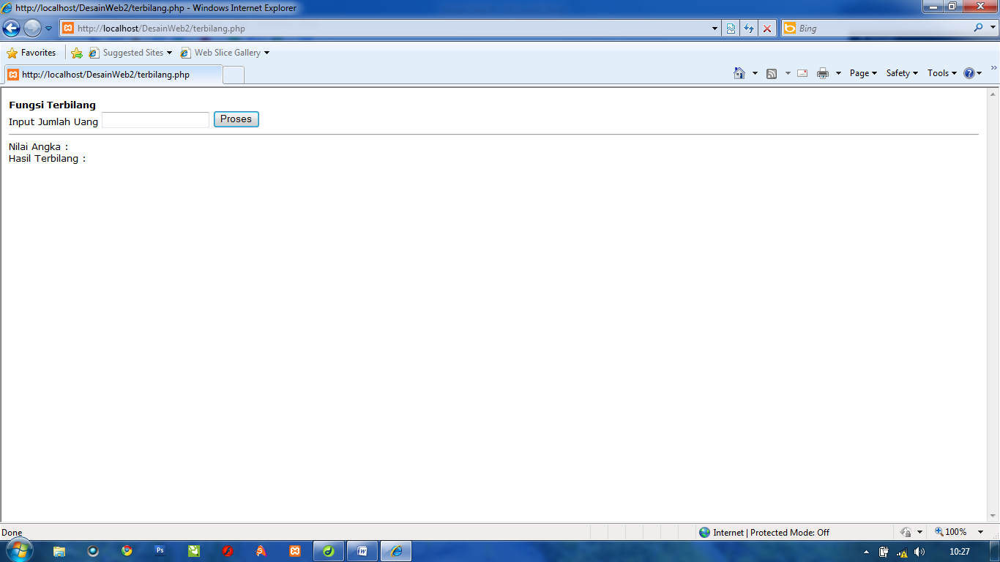 http://localhost/DesainWeb2/terbilang.php - Windows Internet Explorer
http://localhost/DesainWeb2/terbilang.php
Bing
Favorites
Suggested Sites
Web Slice Gallery
http://localhost/DesainWeb2/terbilang.php
Page
Safety
Tools
Fungsi Terbilang
Input Jumlah Uang
Proses
Nilai Angka :
Hasil Terbilang :
Done
Internet | Protected Mode: Off
100%
Ps
10:27